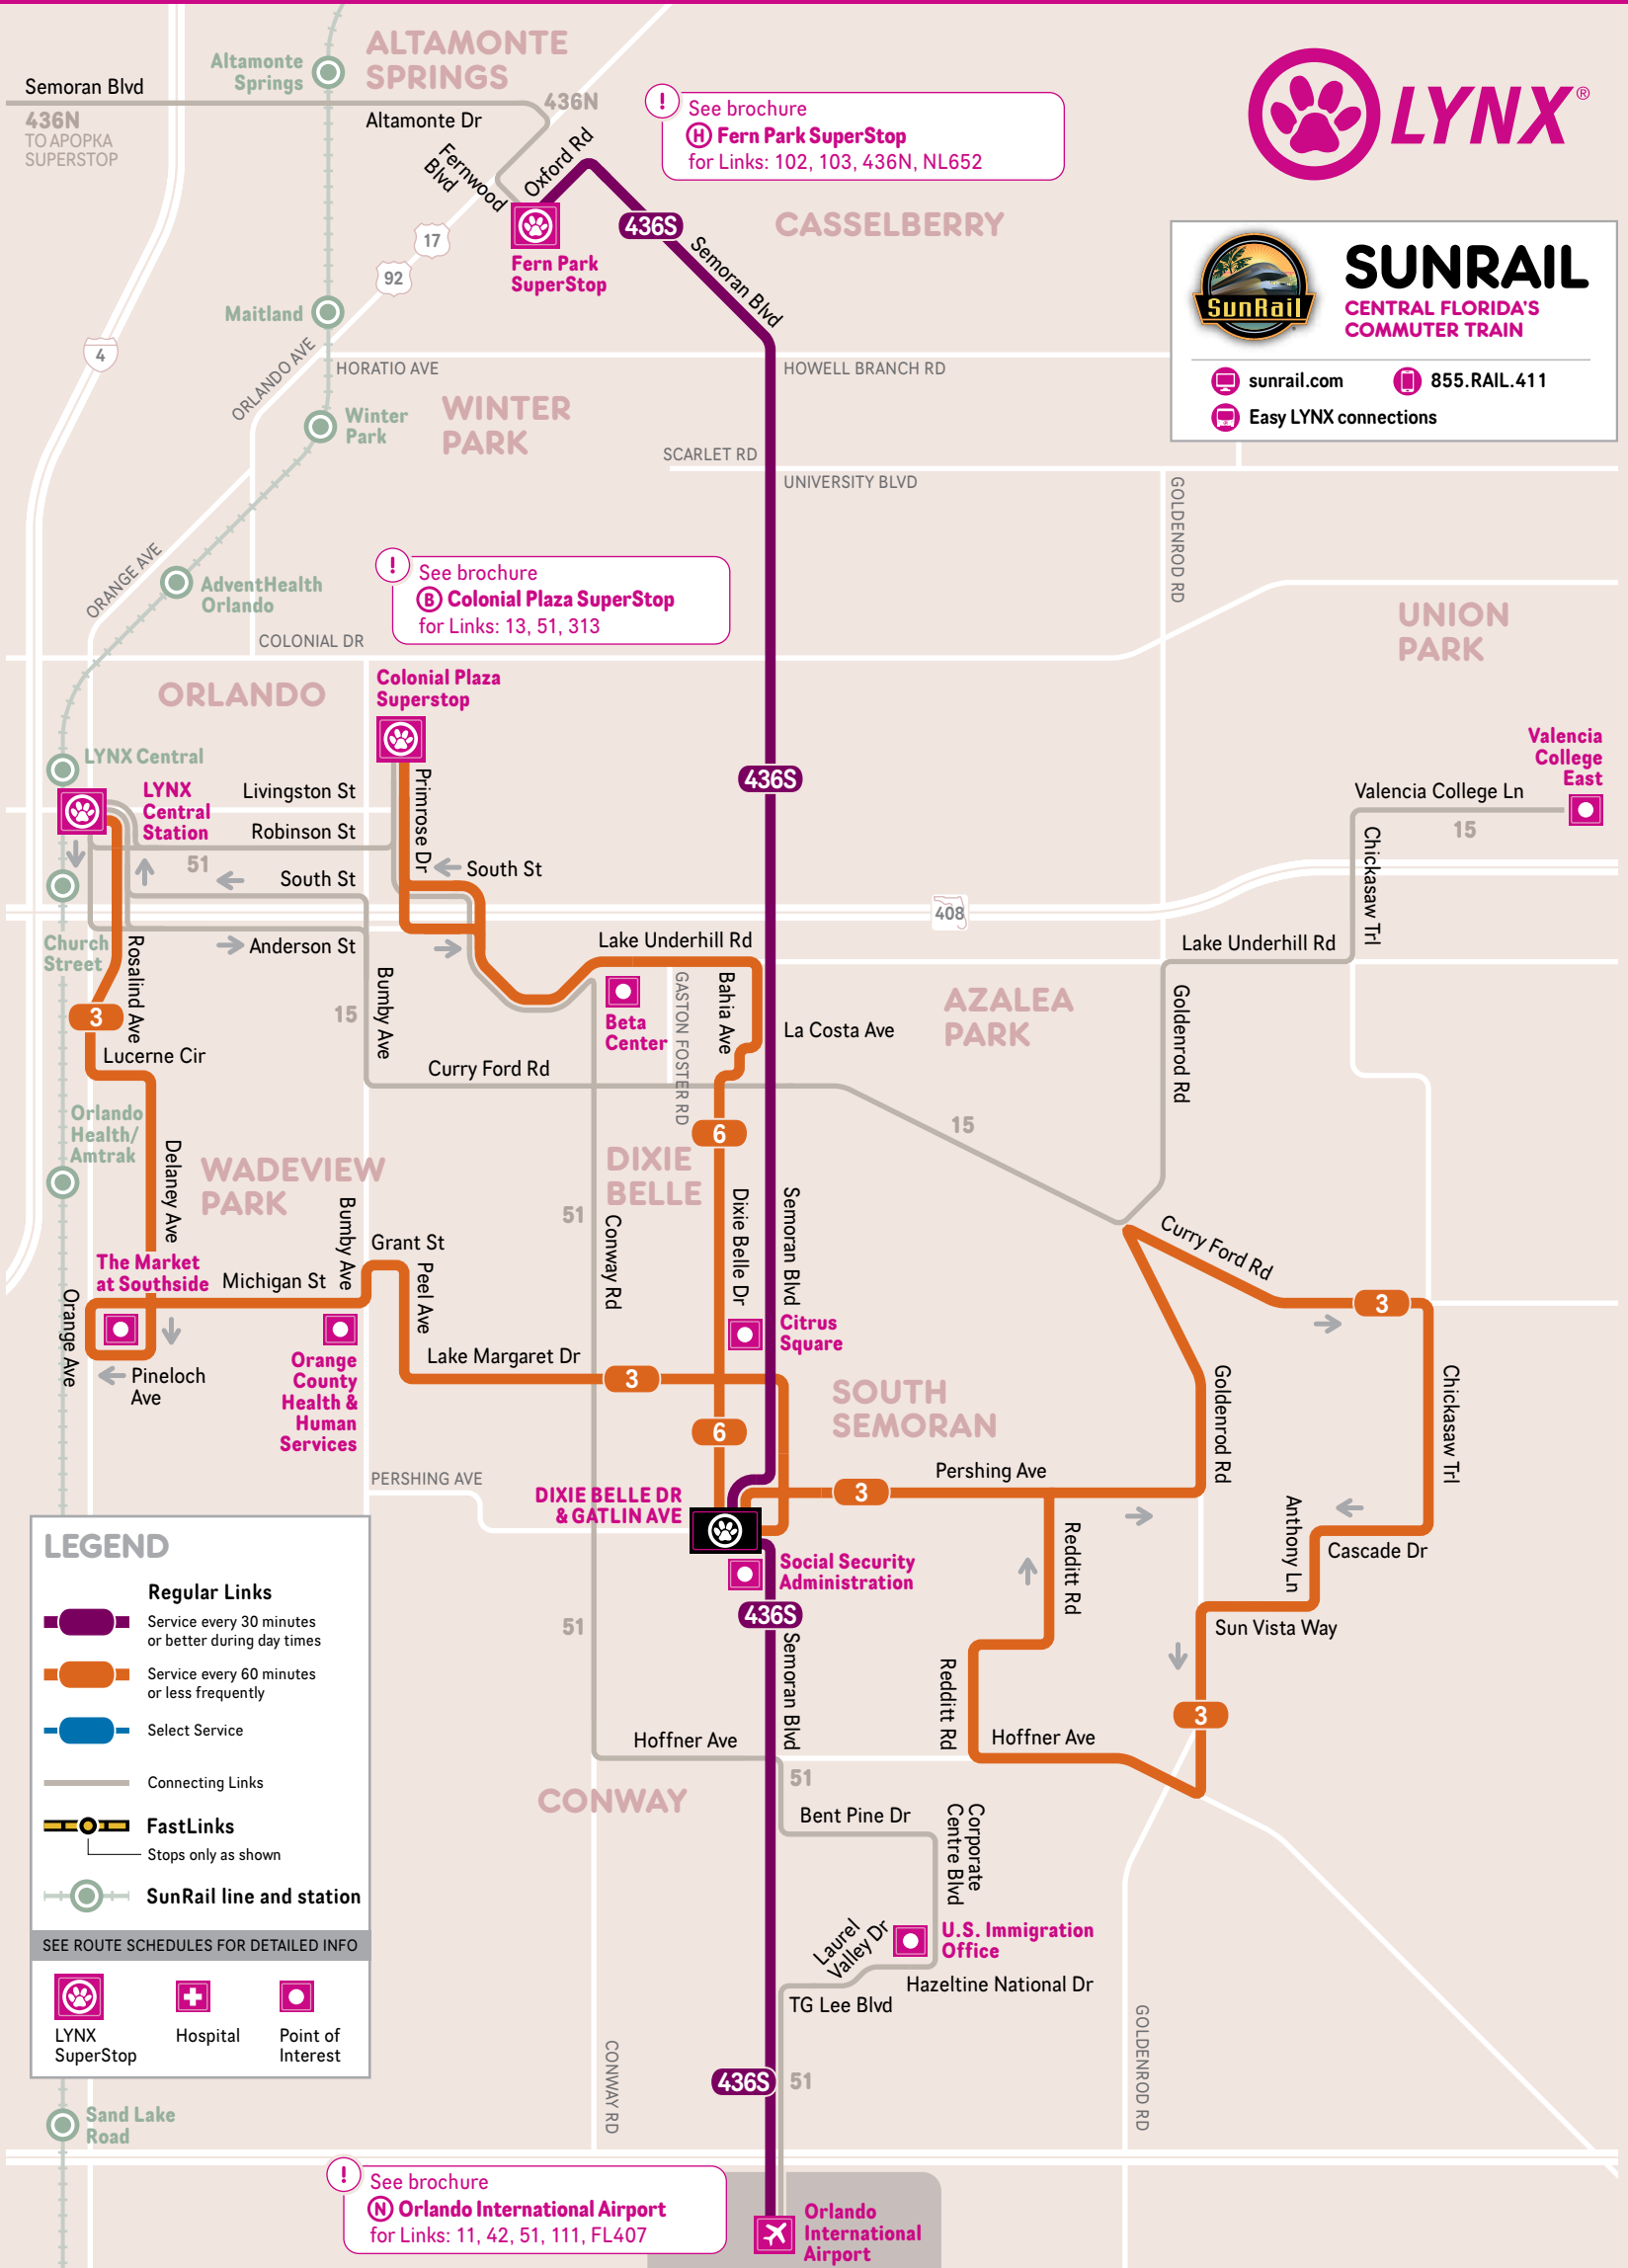 ALTAMONTE
SPRINGS
Altamonte
Springs
Semoran Blvd
436N
TO APOPKA
SUPERSTOP
436N
Altamonte Dr
Fernwood
Blvd
Oxford Rd
! See brochure
H Fern Park SuperStop
for Links: 102, 103, 436N, NL652
LYNX®
436S
CASSELBERRY
17
92
Fern Park
SuperStop
Semoran Blvd
SunRail
SUNRAIL
CENTRAL FLORIDA'S
COMMUTER TRAIN
sunrail.com
855.RAIL.411
Easy LYNX connections
Maitland
4
ORLANDO AVE
HORATIO AVE
HOWELL BRANCH RD
Winter
Park
WINTER
PARK
SCARLET RD
UNIVERSITY BLVD
GOLDENROD RD
ORANGE AVE
AdventHealth
Orlando
! See brochure
B Colonial Plaza SuperStop
for Links: 13, 51, 313
UNION
PARK
COLONIAL DR
ORLANDO
Colonial Plaza
Superstop
LYNX Central
LYNX
Central
Station
Livingston St
Robinson St
51
South St
Anderson St
Primrose Dr
South St
436S
Valencia
College
East
Valencia College Ln
15
Chickasaw Trl
408
Church
Street
Rosalind Ave
Lake Underhill Rd
Lake Underhill Rd
3
15
Bumby Ave
Beta
Center
GASTON FOSTER RD
Bahia Ave
La Costa Ave
AZALEA
PARK
Goldenrod Rd
Lucerne Cir
Curry Ford Rd
15
Orlando
Health/
Amtrak
6
Delaney Ave
WADEVIEW
PARK
DIXIE
BELLE
51
Conway Rd
Dixie Belle Dr
Semoran Blvd
Bumby Ave
Grant St
Peel Ave
Curry Ford Rd
The Market
at Southside
Michigan St
3
Orange Ave
Citrus
Square
Pineloch
Ave
Orange
County
Health &
Human
Services
Lake Margaret Dr
3
SOUTH
SEMORAN
Goldenrod Rd
Chickasaw Trl
6
PERSHING AVE
Pershing Ave
3
DIXIE BELLE DR
& GATLIN AVE
Redditt Rd
Anthony Ln
Cascade Dr
Social Security
Administration
436S
51
Semoran Blvd
Sun Vista Way
Redditt Rd
3
Hoffner Ave
Hoffner Ave
51
CONWAY
Bent Pine Dr
Corporate
Centre Blvd
Laurel
Valley Dr
U.S. Immigration
Office
Hazeltine National Dr
TG Lee Blvd
CONWAY RD
GOLDENROD RD
436S
51
LEGEND
Regular Links
Service every 30 minutes
or better during day times
Service every 60 minutes
or less frequently
Select Service
Connecting Links
FastLinks
Stops only as shown
SunRail line and station
SEE ROUTE SCHEDULES FOR DETAILED INFO
LYNX
SuperStop
Hospital
Point of
Interest
Sand Lake
Road
! See brochure
N Orlando International Airport
for Links: 11, 42, 51, 111, FL407
Orlando
International
Airport